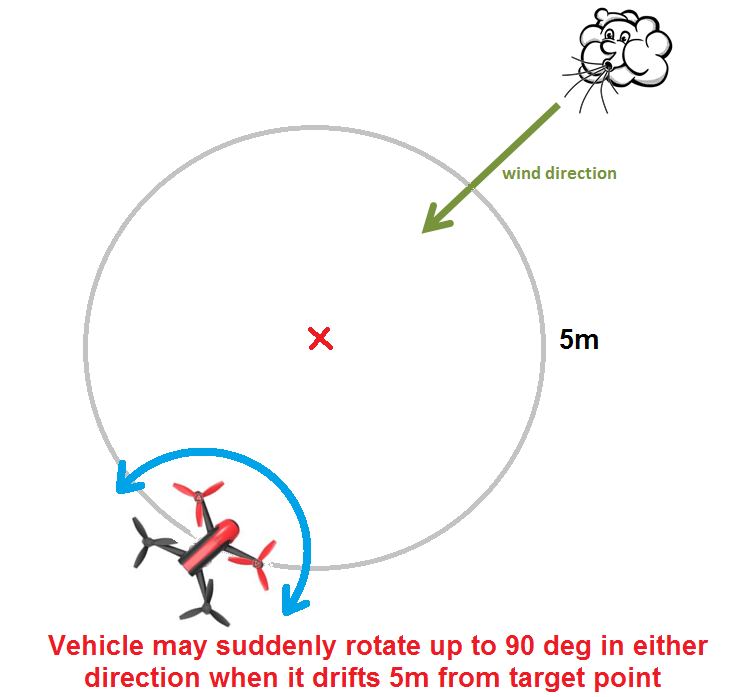 wind direction
5m
Vehicle may suddenly rotate up to 90 deg in either
direction when it drifts 5m from target point